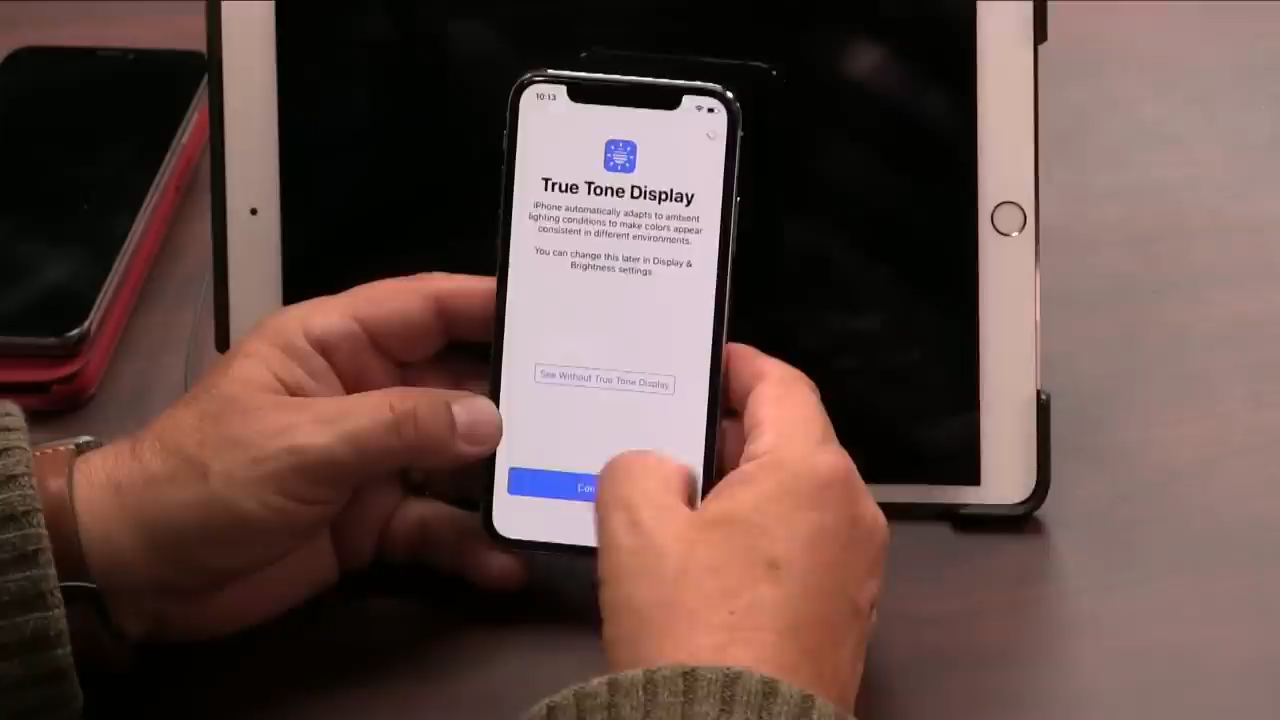 10:13
True Tone Display
iPhone automatically adapts to ambient
lighting conditions to make colors appear
consistent in different environments.
You can change this later in Display &
Brightness settings
See Without True Tone Display
Con